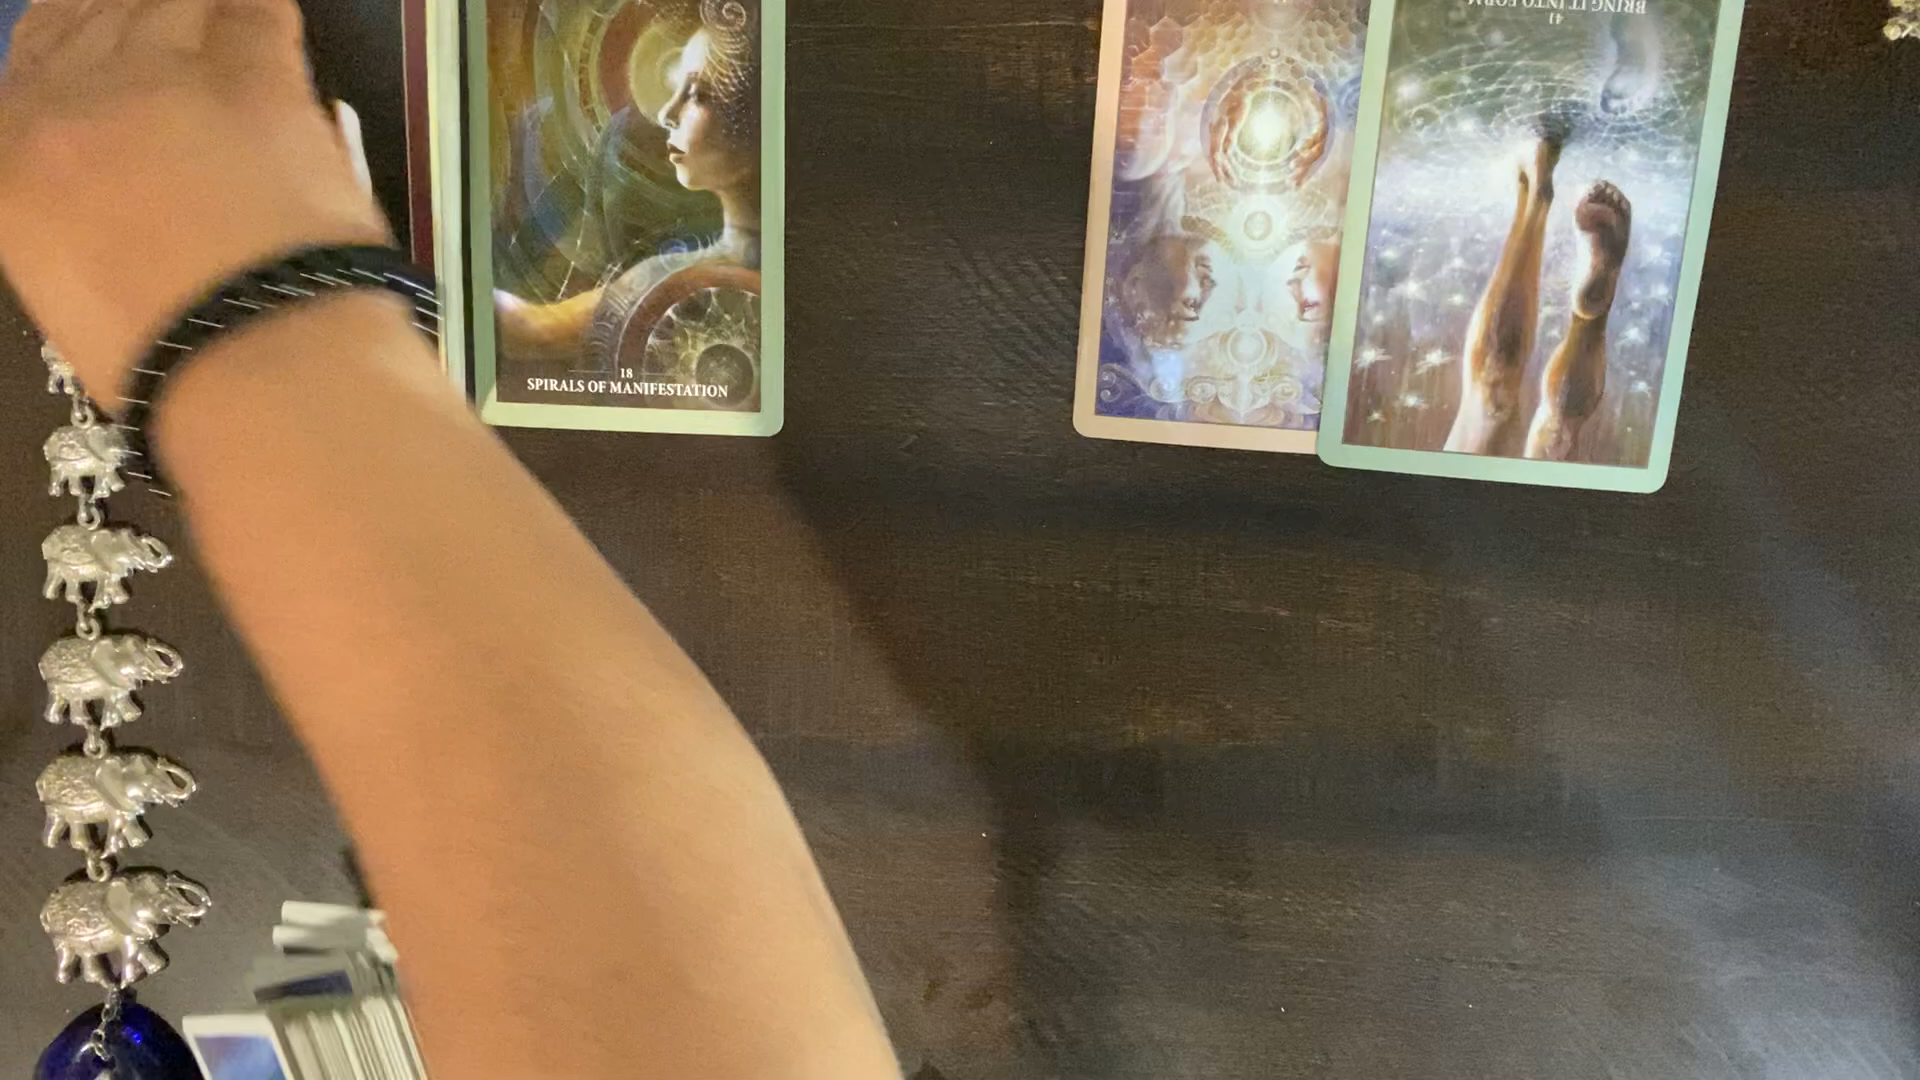 18
SPIRALS OF MANIFESTATION
41
BRING IT INTO FORM